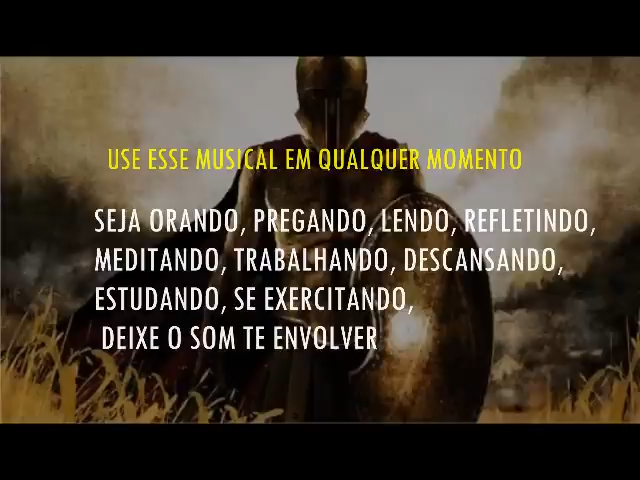 USE ESSE MUSICAL EM QUALQUER MOMENTO
SEJA ORANDO, PREGANDO, LENDO, REFLETINDO,
MEDITANDO, TRABALHANDO, DESCANSANDO,
ESTUDANDO, SE EXERCITANDO,
DEIXE O SOM TE ENVOLVER